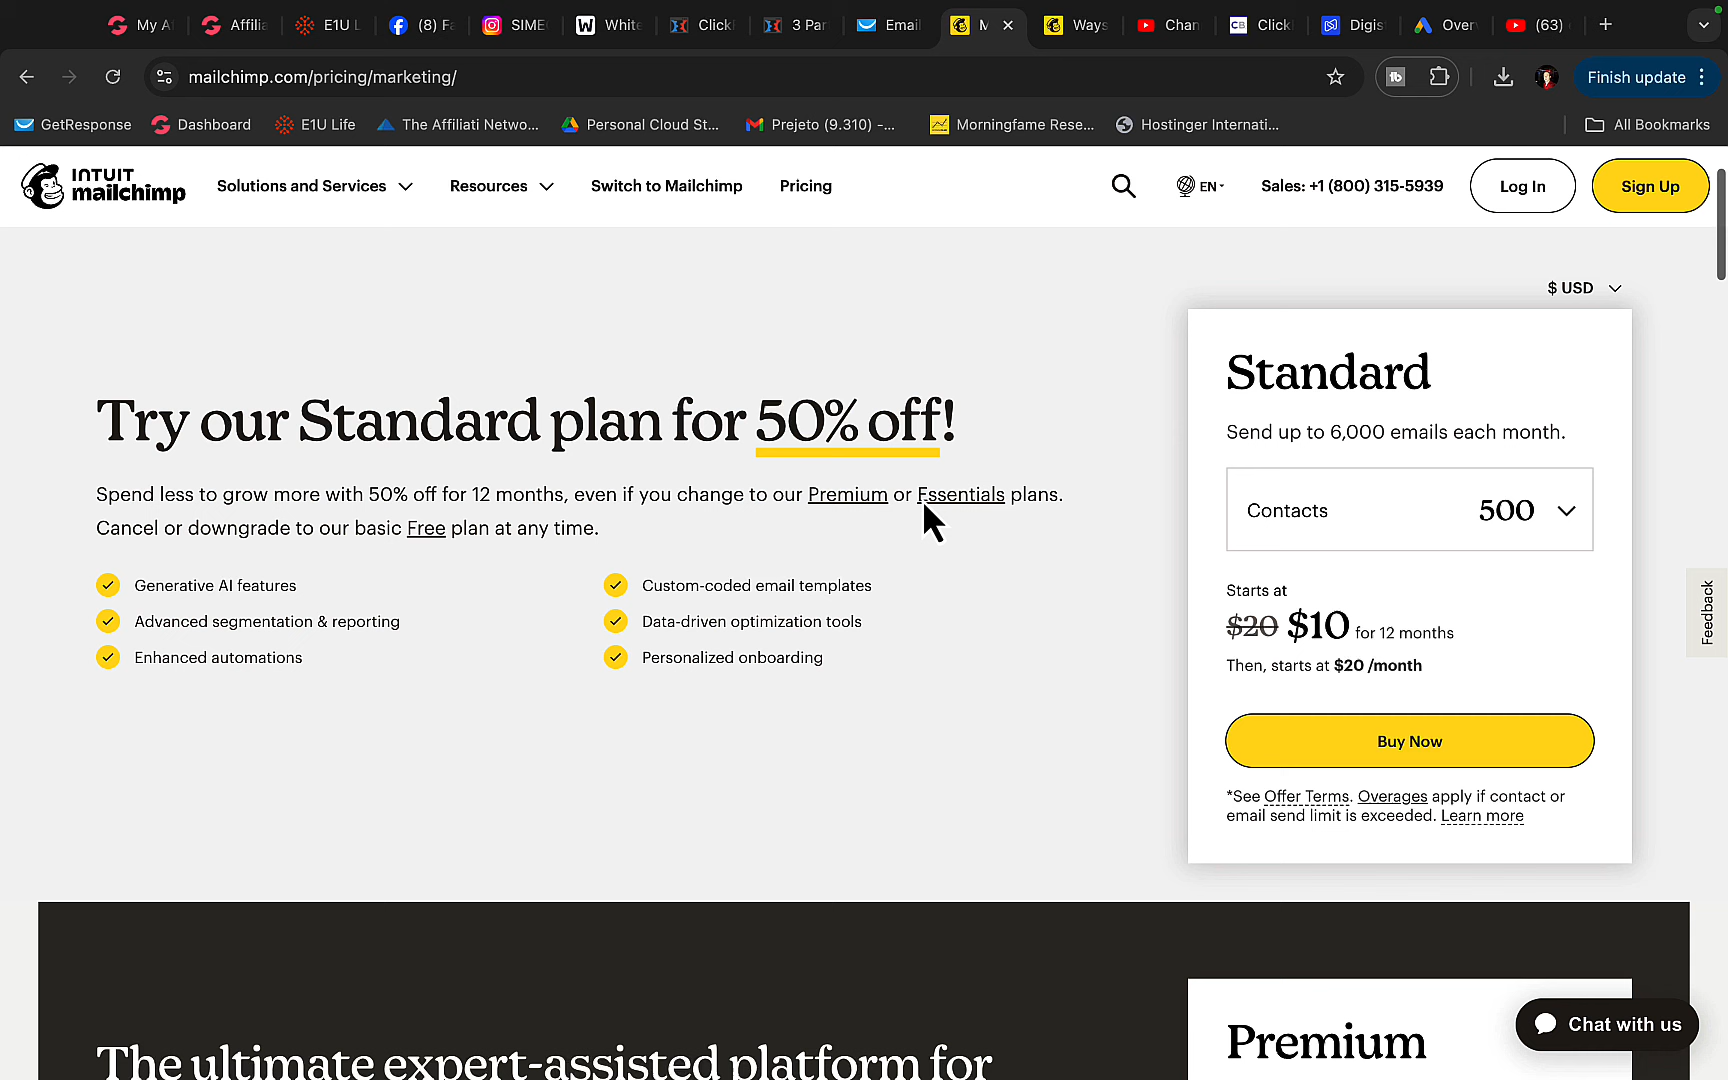 My A
Affilia
E1U L
(8) Fa
SIME
White
Click
3 Par
Email
M
Ways
Chan
CB
Click
Digis
Over
(63)
mailchimp.com/pricing/marketing/
Finish update
GetResponse
Dashboard
E1U Life
The Affiliati Netwo...
Personal Cloud St...
Prejeto (9.310) -...
Morningfame Rese...
Hostinger Internati...
All Bookmarks
INTUIT
mailchimp
Solutions and Services
Resources
Switch to Mailchimp
Pricing
EN
Sales: +1 (800) 315-5939
Log In
Sign Up
$ USD
Try our Standard plan for 50% off!
Spend less to grow more with 50% off for 12 months, even if you change to our Premium or Essentials plans.
Cancel or downgrade to our basic Free plan at any time.
Generative AI features
Custom-coded email templates
Advanced segmentation & reporting
Data-driven optimization tools
Enhanced automations
Personalized onboarding
Standard
Send up to 6,000 emails each month.
Contacts 500
Starts at
$20 $10 for 12 months
Then, starts at $20 /month
Buy Now
*See Offer Terms. Overages apply if contact or
email send limit is exceeded. Learn more
Feedback
The ultimate expert-assisted platform for
Premium
Chat with us